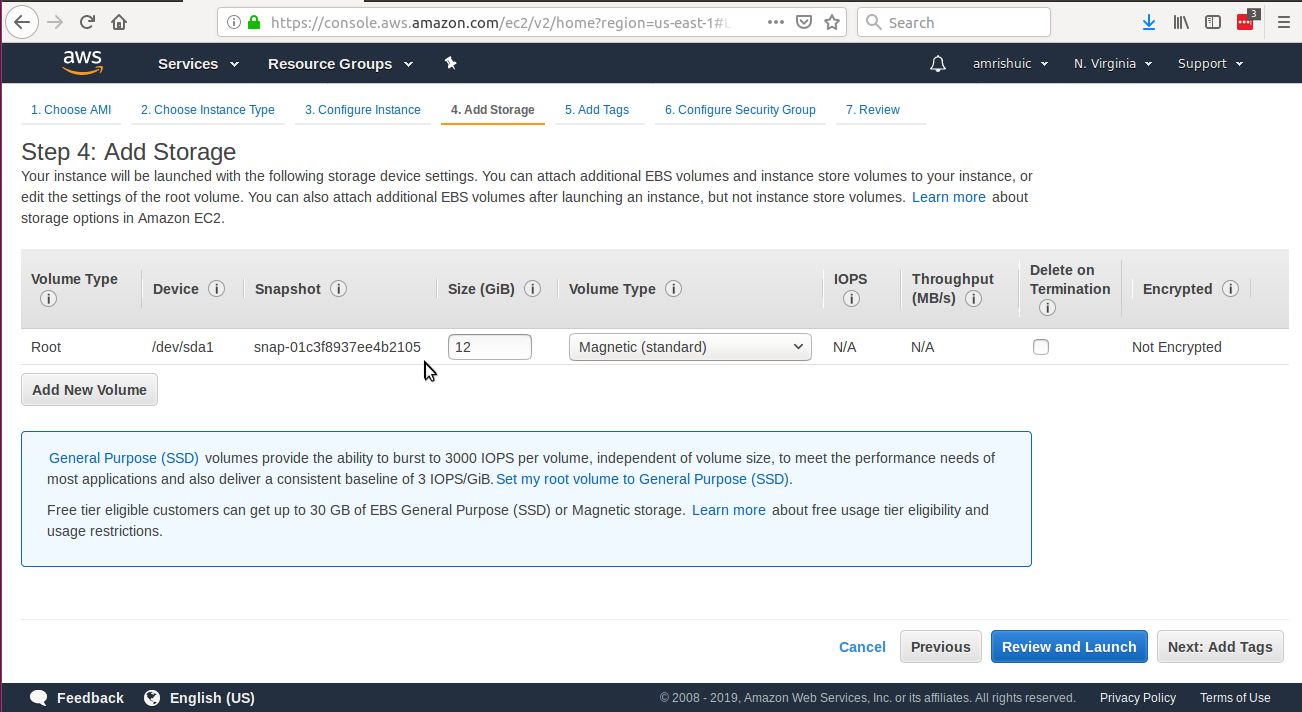 https://console.aws.amazon.com/ec2/v2/home?region=us-east-1#
Search
3
aws
Services
Resource Groups
amrishuic
N. Virginia
Support
1. Choose AMI
2. Choose Instance Type
3. Configure Instance
4. Add Storage
5. Add Tags
6. Configure Security Group
7. Review
Step 4: Add Storage
Your instance will be launched with the following storage device settings. You can attach additional EBS volumes and instance store volumes to your instance, or
edit the settings of the root volume. You can also attach additional EBS volumes after launching an instance, but not instance store volumes. Learn more about
storage options in Amazon EC2.
Volume Type
Device
Snapshot
Size (GiB)
Volume Type
IOPS
Throughput
(MB/s)
Delete on
Termination
Encrypted
Root
/dev/sda1
snap-01c3f8937ee4b2105
12
Magnetic (standard)
N/A
N/A
Not Encrypted
Add New Volume
General Purpose (SSD) volumes provide the ability to burst to 3000 IOPS per volume, independent of volume size, to meet the performance needs of
most applications and also deliver a consistent baseline of 3 IOPS/GiB. Set my root volume to General Purpose (SSD).
Free tier eligible customers can get up to 30 GB of EBS General Purpose (SSD) or Magnetic storage. Learn more about free usage tier eligibility and
usage restrictions.
Cancel
Previous
Review and Launch
Next: Add Tags
Feedback
English (US)
© 2008 - 2019, Amazon Web Services, Inc. or its affiliates. All rights reserved.
Privacy Policy
Terms of Use